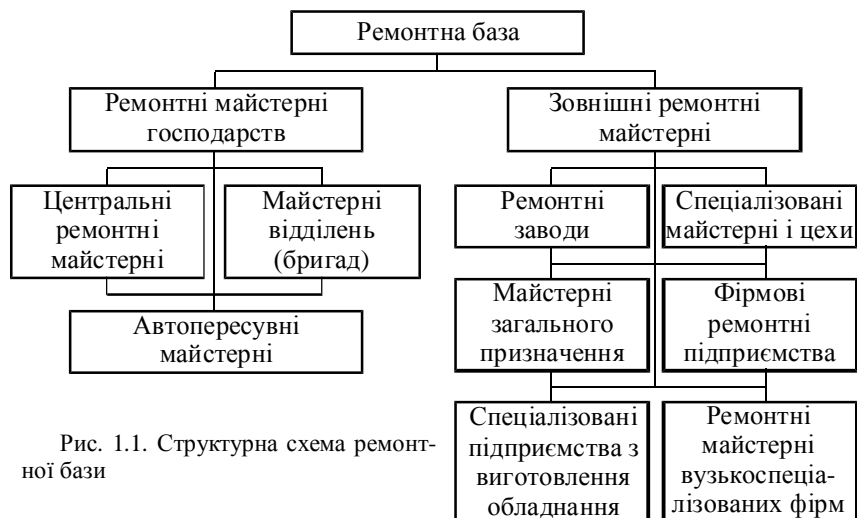 Ремонтна база
Ремонтні майстерні
господарств
Зовнішні ремонтні
майстерні
Центральні
ремонтні
майстерні
Майстерні
відділень
(бригад)
Автопересувні
майстерні
Ремонтні
заводи
Спеціалізовані
майстерні і цехи
Майстерні
загального
призначення
Фірмові
ремонтні
підприємства
Спеціалізовані
підприємства з
виготовлення
обладнання
Ремонтні
майстерні
вузькоспеціа-
лізованих фірм
Рис. 1.1. Структурна схема ремонт-
ної бази